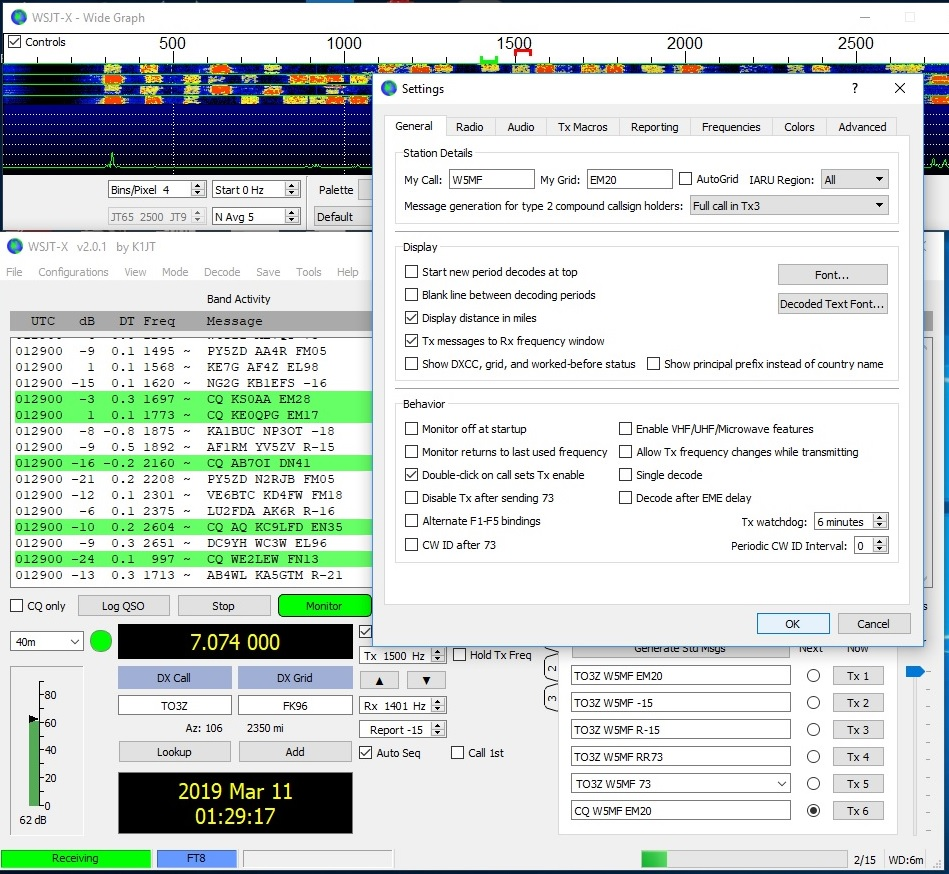 WSJT-X - Wide Graph
Controls
500 1000 1500 2000 2500
Bins/Pixel 4 Start 0 Hz Palette
JT65 2500 JT9 N Avg 5 Default
WSJT-X v2.0.1 by K1JT
File Configurations View Mode Decode Save Tools Help
Band Activity
UTC dB DT Freq Message
012900 -9 0.1 1495 ~ PY5ZD AA4R FM05
012900 1 0.1 1568 ~ KE7G AF4Z EL98
012900 -15 0.1 1620 ~ NG2G KB1EFS -16
012900 -3 0.3 1697 ~ CQ KS0AA EM28
012900 1 0.1 1773 ~ CQ KE0QPG EM17
012900 -8 -0.8 1875 ~ KA1BUC NP3OT -18
012900 -9 0.5 1892 ~ AF1RM YV5ZV R-15
012900 -16 -0.2 2160 ~ CQ AB7OI DN41
012900 -21 0.2 2208 ~ PY5ZD N2RJB FM05
012900 -12 0.1 2301 ~ VE6BTC KD4FW FM18
012900 -6 0.1 2375 ~ LU2FDA AK6R R-16
012900 -10 0.2 2604 ~ CQ AQ KC9LFD EN35
012900 -9 0.3 2651 ~ DC9YH WC3W EL96
012900 -24 0.1 997 ~ CQ WE2LEW FN13
012900 -13 0.3 1713 ~ AB4WL KA5GTM R-21
CQ only Log QSO Stop Monitor
40m 7.074 000
DX Call DX Grid
TO3Z FK96
Az: 106 2350 mi
Lookup Add
2019 Mar 11
01:29:17
80
60
40
20
0
62 dB
Tx 1500 Hz Hold Tx Freq
Rx 1401 Hz
Report -15
Auto Seq Call 1st
2
3
Generate Std Msgs Next Now
TO3Z W5MF EM20 Tx 1
TO3Z W5MF -15 Tx 2
TO3Z W5MF R-15 Tx 3
TO3Z W5MF RR73 Tx 4
TO3Z W5MF 73 Tx 5
CQ W5MF EM20 Tx 6
Receiving FT8 2/15 WD:6m
Settings ?
General Radio Audio Tx Macros Reporting Frequencies Colors Advanced
Station Details
My Call: W5MF My Grid: EM20 AutoGrid IARU Region: All
Message generation for type 2 compound callsign holders: Full call in Tx3
Display
Start new period decodes at top Font...
Blank line between decoding periods Decoded Text Font...
Display distance in miles
Tx messages to Rx frequency window
Show DXCC, grid, and worked-before status Show principal prefix instead of country name
Behavior
Monitor off at startup Enable VHF/UHF/Microwave features
Monitor returns to last used frequency Allow Tx frequency changes while transmitting
Double-click on call sets Tx enable Single decode
Disable Tx after sending 73 Decode after EME delay
Alternate F1-F5 bindings Tx watchdog: 6 minutes
CW ID after 73 Periodic CW ID Interval: 0
OK Cancel